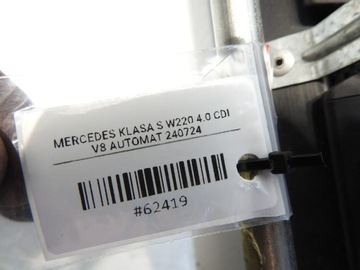 MERCEDES KLASA S W220 4.0 CDI
V8 AUTOMAT 240724
#62419